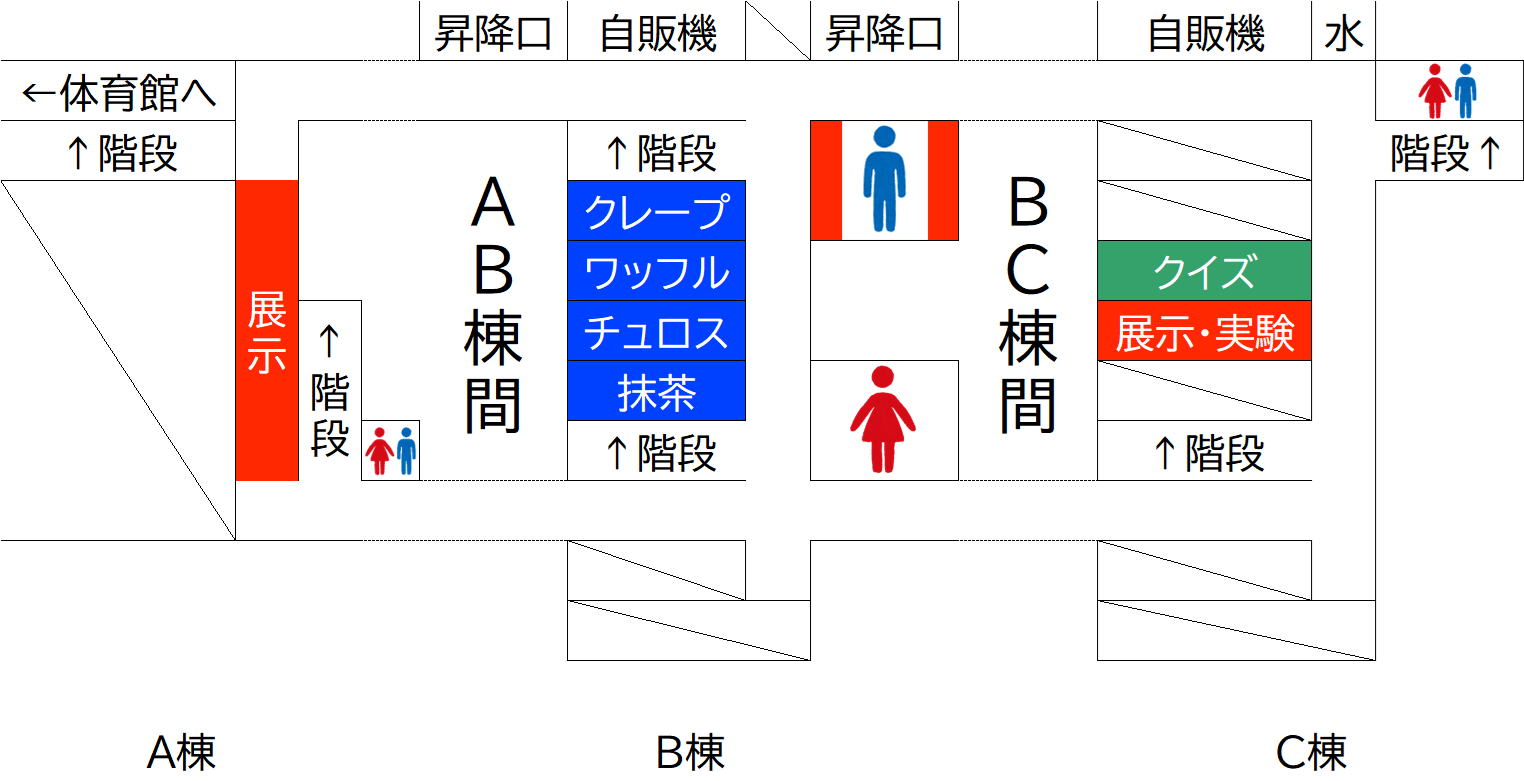 昇降口
自販機
昇降口
自販機
水
←体育館へ
↑階段
↑階段
階段↑
クレープ
ワッフル
チュロス
抹茶
↑階段
AB棟間
BC棟間
クイズ
展示・実験
↑階段
展示
↑階段
A棟
B棟
C棟